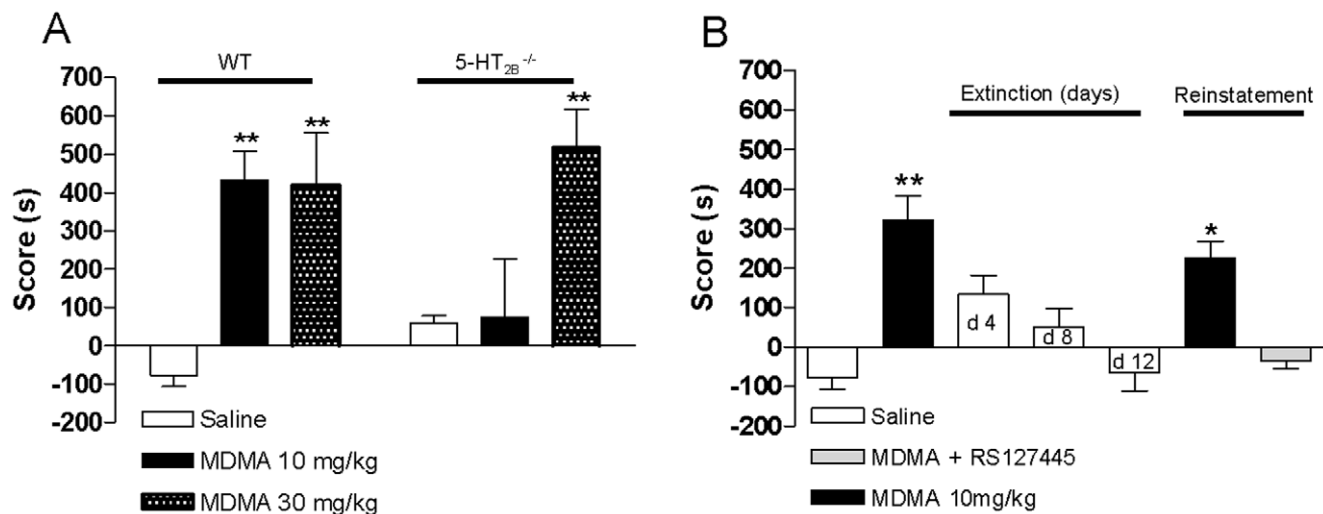 A
WT
5-HT2B-/-
700
600
500
400
300
200
100
0
-100
-200
Score (s)
**
**
**
Saline
MDMA 10 mg/kg
MDMA 30 mg/kg
B
Extinction (days)
Reinstatement
700
600
500
400
300
200
100
0
-100
-200
Score (s)
**
*
d 4
d 8
d 12
Saline
MDMA + RS127445
MDMA 10mg/kg